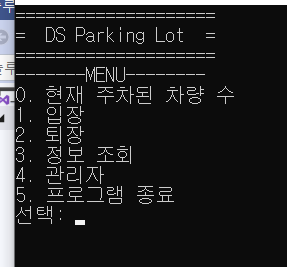 ====================
=  DS Parking Lot  =
====================
-------MENU--------
0. 현재 주차된 차량 수
1. 입장
2. 퇴장
3. 정보 조회
4. 관리자
5. 프로그램 종료
선택: